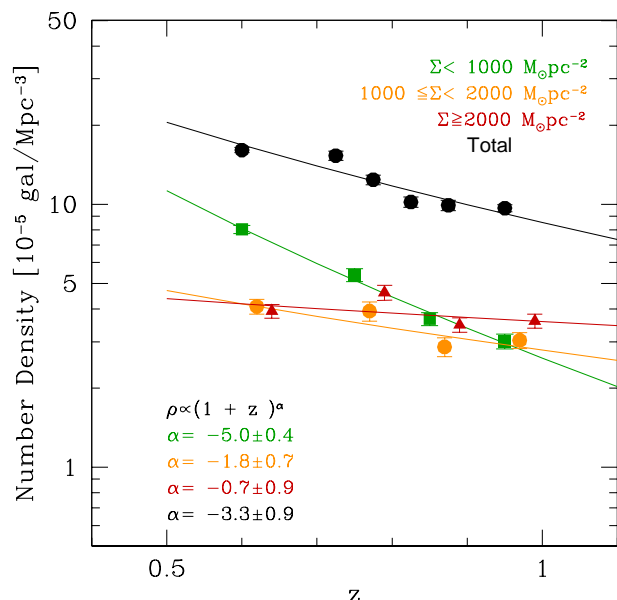 50
10
5
1
0.5
1
Number Density [10⁻⁵ gal/Mpc⁻³]
z
Σ< 1000 M⊙pc⁻²
1000 ≦Σ< 2000 M⊙pc⁻²
Σ≧2000 M⊙pc⁻²
Total
ρ∝(1 + z )^α
α= −5.0±0.4
α= −1.8±0.7
α= −0.7±0.9
α= −3.3±0.9